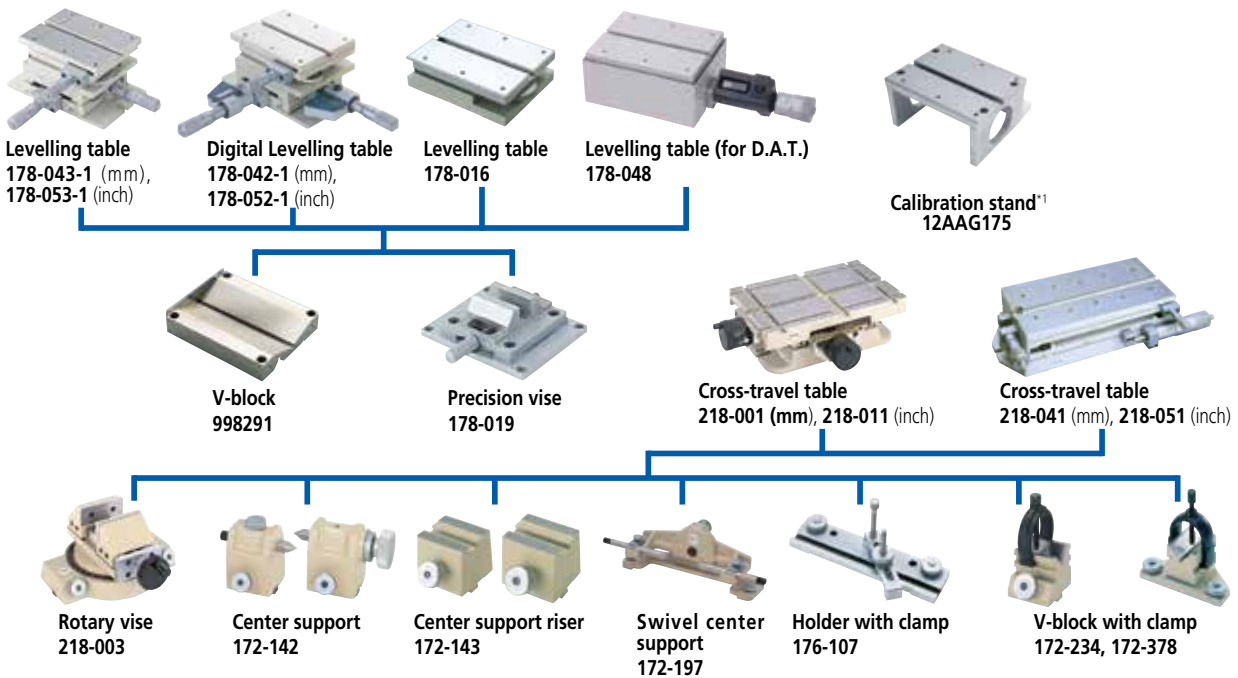 Levelling table
178-043-1 (mm),
178-053-1 (inch)
Digital Levelling table
178-042-1 (mm),
178-052-1 (inch)
Levelling table
178-016
Levelling table (for D.A.T.)
178-048
Calibration stand*1
12AAG175
V-block
998291
Precision vise
178-019
Cross-travel table
218-001 (mm), 218-011 (inch)
Cross-travel table
218-041 (mm), 218-051 (inch)
Rotary vise
218-003
Center support
172-142
Center support riser
172-143
Swivel center
support
172-197
Holder with clamp
176-107
V-block with clamp
172-234, 172-378